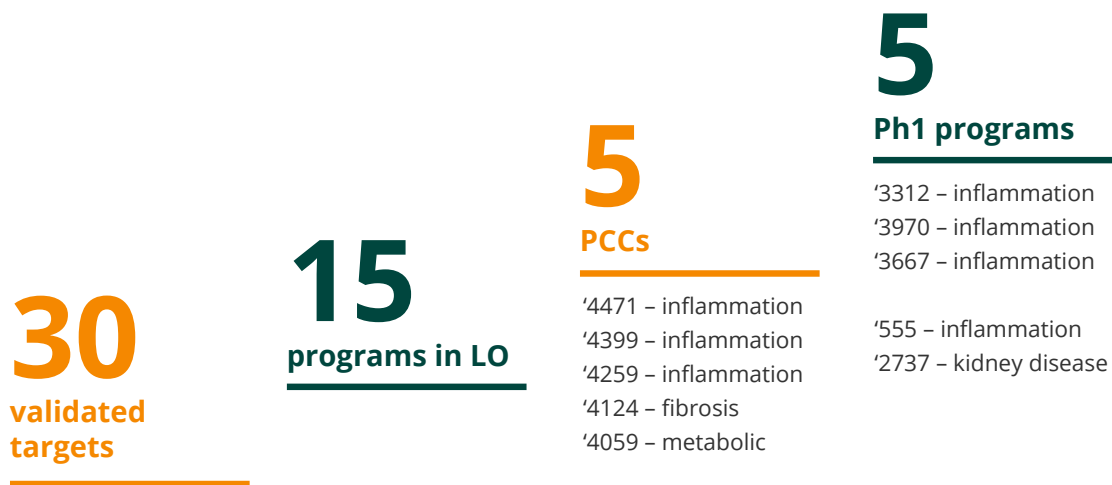 30
validated
targets
15
programs in LO
5
PCCs
‘4471 – inflammation
‘4399 – inflammation
‘4259 – inflammation
‘4124 – fibrosis
‘4059 – metabolic
5
Ph1 programs
‘3312 – inflammation
‘3970 – inflammation
‘3667 – inflammation
‘555 – inflammation
‘2737 – kidney disease